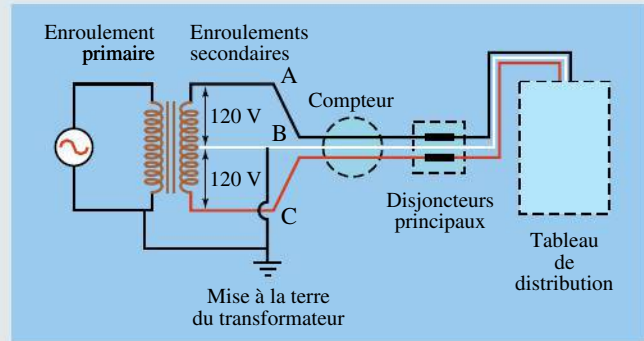 Enroulement
primaire
Enroulements
secondaires
A
Compteur
120 V
B
120 V
C
Disjoncteurs
principaux
Tableau
de
distribution
Mise à la terre
du transformateur